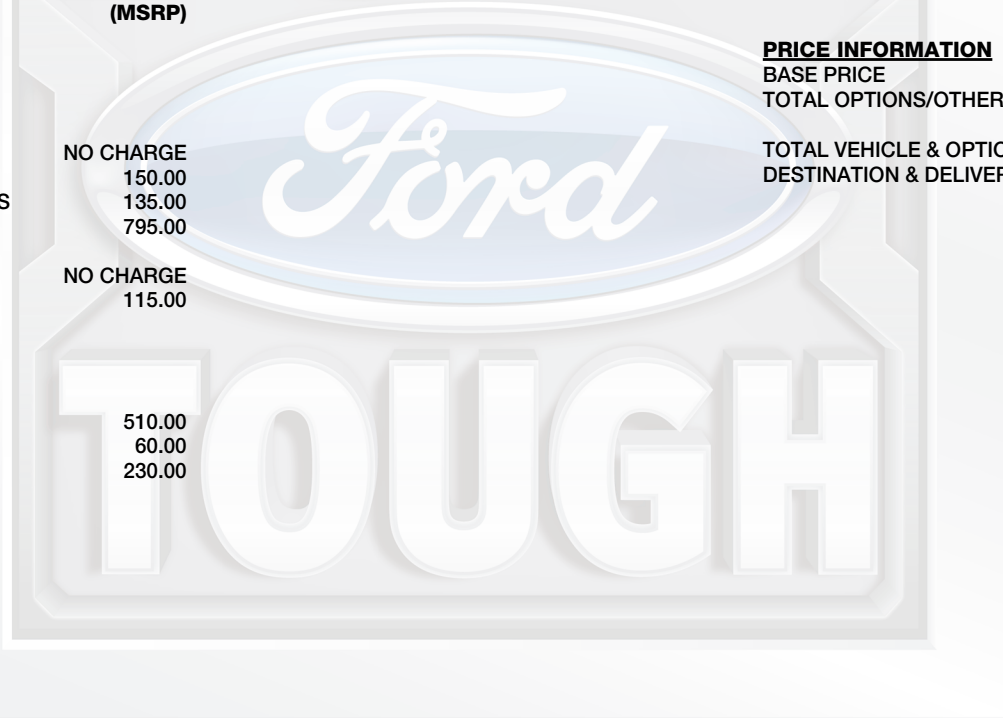 (MSRP)
NO CHARGE
150.00
S
135.00
795.00
NO CHARGE
115.00
510.00
60.00
230.00
PRICE INFORMATION
BASE PRICE
TOTAL OPTIONS/OTHER
TOTAL VEHICLE & OPTIO
DESTINATION & DELIVER
Ford
TOUGH